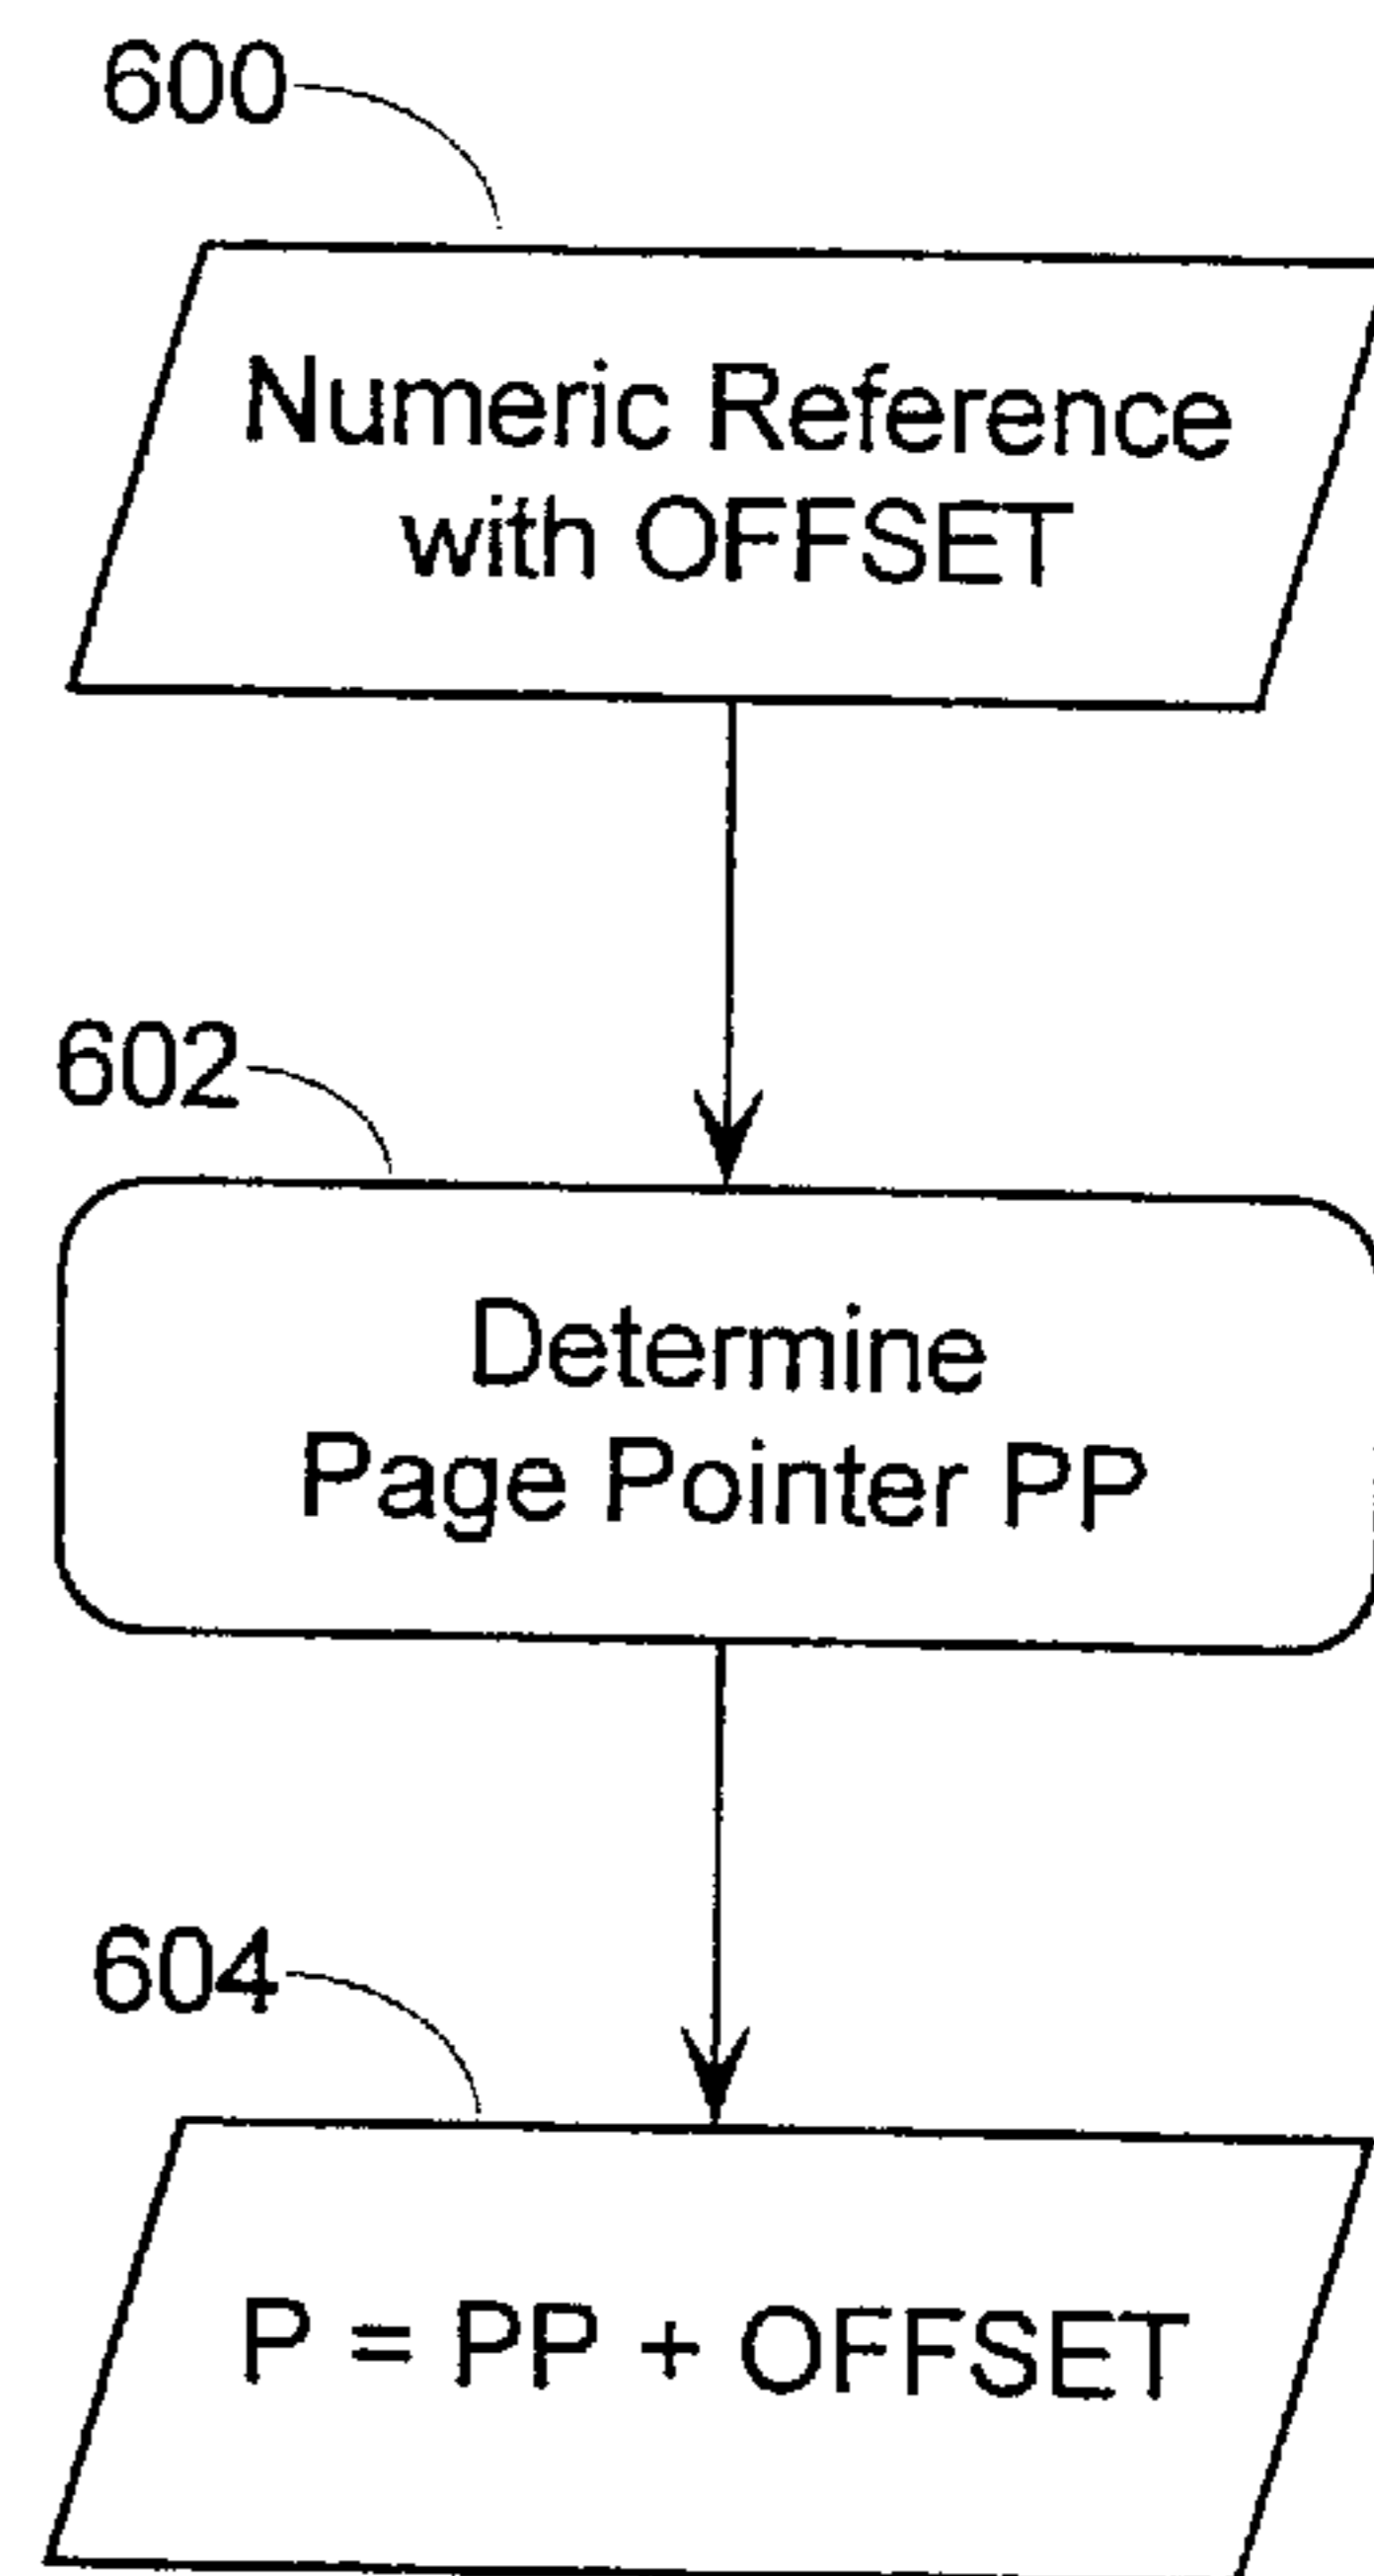 600
Numeric Reference
with OFFSET
602
Determine
Page Pointer PP
604
P = PP + OFFSET